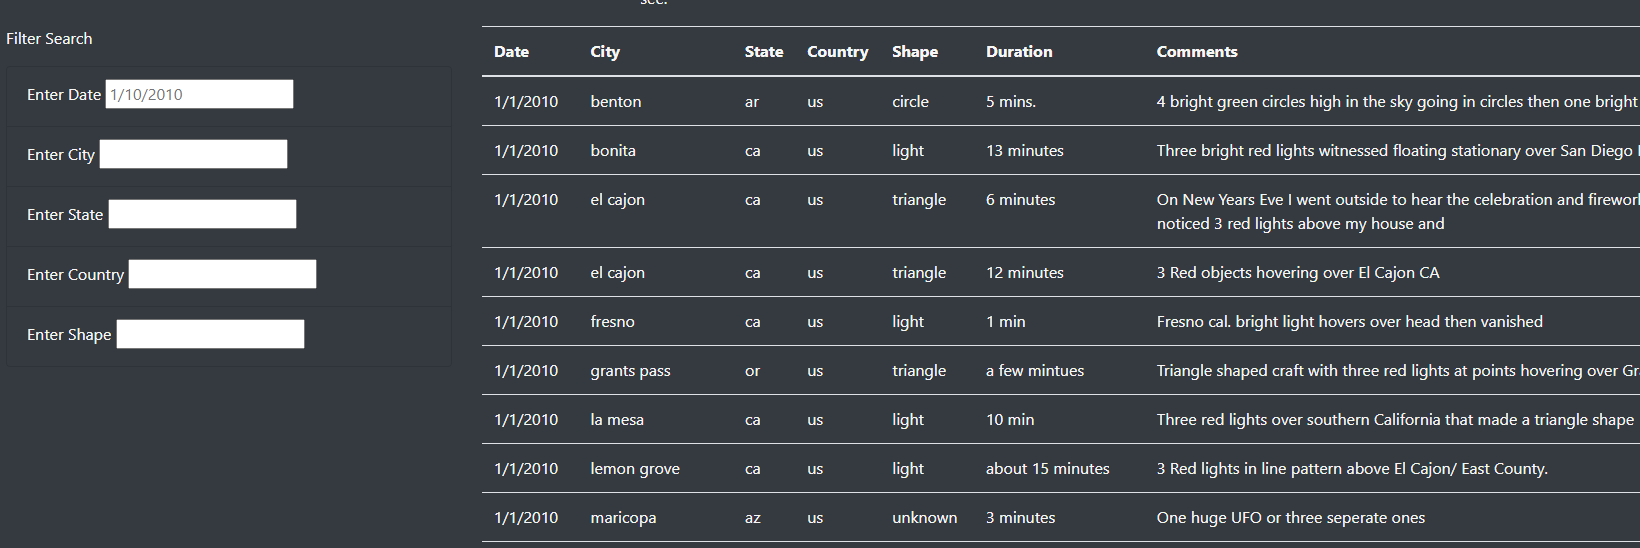 see.
Filter Search
Enter Date 1/10/2010
Enter City
Enter State
Enter Country
Enter Shape
Date City State Country Shape Duration Comments
1/1/2010 benton ar us circle 5 mins. 4 bright green circles high in the sky going in circles then one bright
1/1/2010 bonita ca us light 13 minutes Three bright red lights witnessed floating stationary over San Diego
1/1/2010 el cajon ca us triangle 6 minutes On New Years Eve I went outside to hear the celebration and
noticed 3 red lights above my house and
1/1/2010 el cajon ca us triangle 12 minutes 3 Red objects hovering over El Cajon CA
1/1/2010 fresno ca us light 1 min Fresno cal. bright light hovers over head then vanished
1/1/2010 grants pass or us triangle a few mintues Triangle shaped craft with three red lights at points hovering over
1/1/2010 la mesa ca us light 10 min Three red lights over southern California that made a triangle shape
1/1/2010 lemon grove ca us light about 15 minutes 3 Red lights in line pattern above El Cajon/ East County.
1/1/2010 maricopa az us unknown 3 minutes One huge UFO or three seperate ones